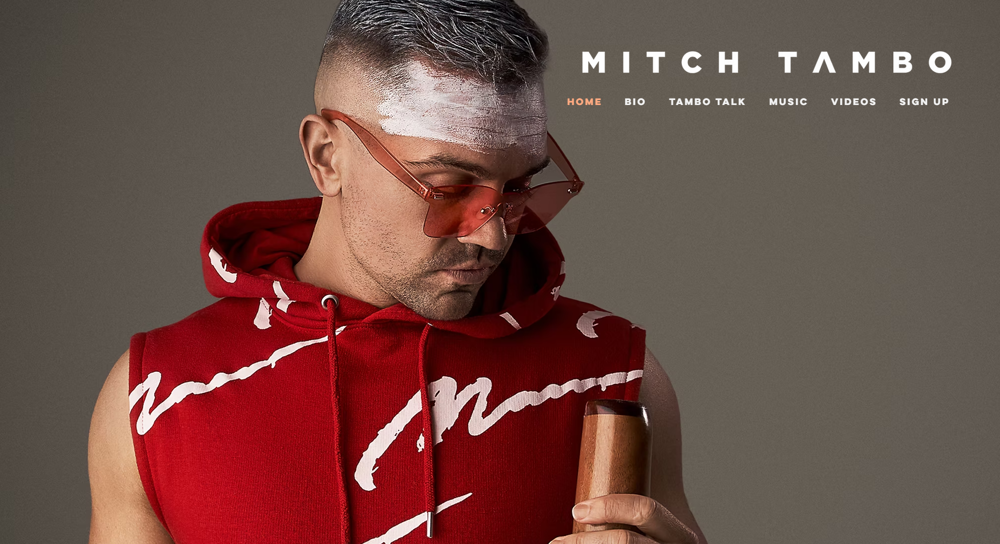 MITCH TAMBO
HOME BIO TAMBO TALK MUSIC VIDEOS SIGN UP